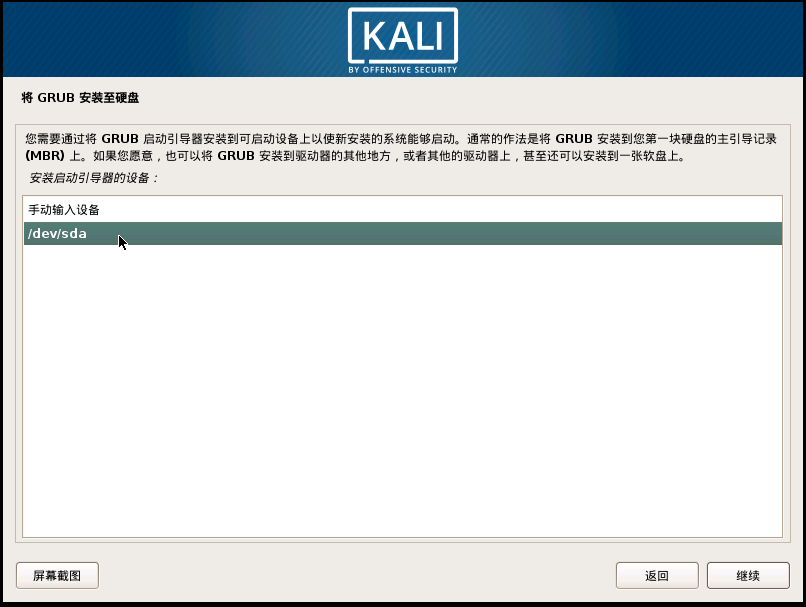 KALI
BY OFFENSIVE SECURITY
将 GRUB 安装至硬盘
您需要通过将 GRUB 启动引导器安装到可启动设备上以使新安装的系统能够启动。通常的作法是将 GRUB 安装到您第一块硬盘的主引导记录
(MBR) 上。如果您愿意，也可以将 GRUB 安装到驱动器的其他地方，或者其他的驱动器上，甚至还可以安装到一张软盘上。
安装启动引导器的设备：
手动输入设备
/dev/sda
屏幕截图
返回
继续